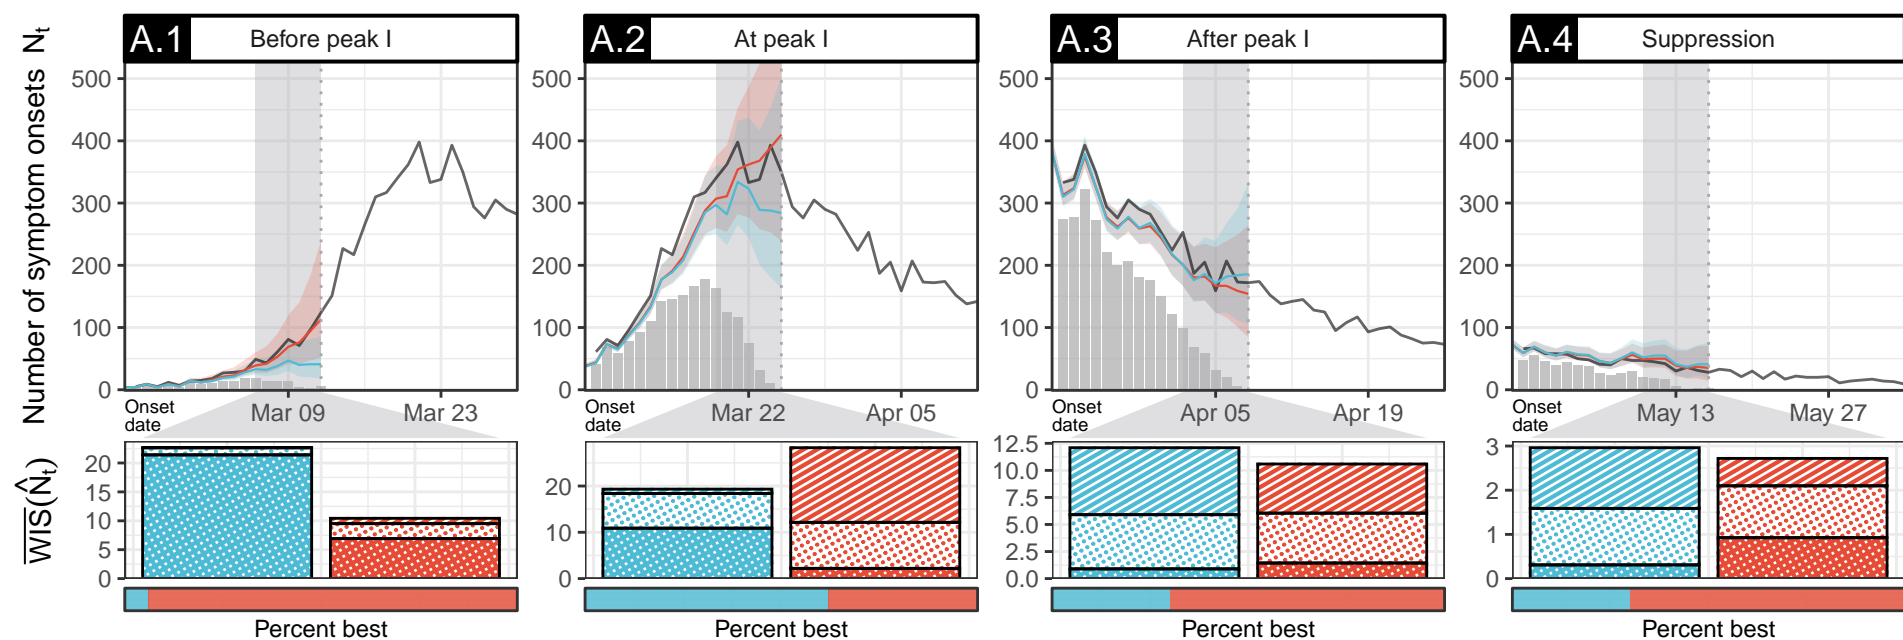 A.1 Before peak I
A.2 At peak I
A.3 After peak I
A.4 Suppression
Number of symptom onsets N_t
500
400
300
200
100
0
500
400
300
200
100
0
500
400
300
200
100
0
500
400
300
200
100
0
Onset
date
Mar 09 Mar 23
Onset
date
Mar 22 Apr 05
Onset
date
Apr 05 Apr 19
Onset
date
May 13 May 27
WIS(N̂_t)
20
15
10
5
0
20
10
0
12.5
10.0
7.5
5.0
2.5
0.0
3
2
1
0
Percent best
Percent best
Percent best
Percent best